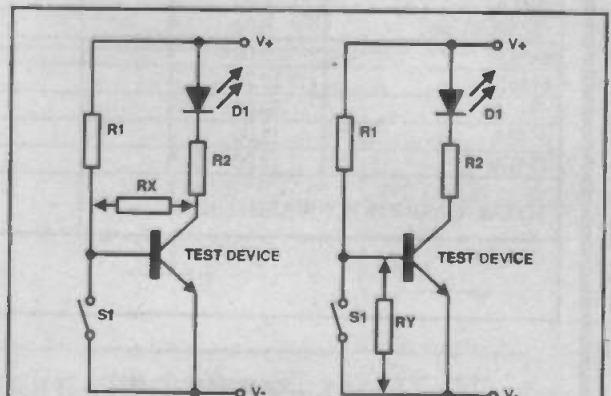 V+
D1
R1
R2
RX
TEST DEVICE
S1
V-
V+
D1
R1
R2
TEST DEVICE
S1
RY
V-